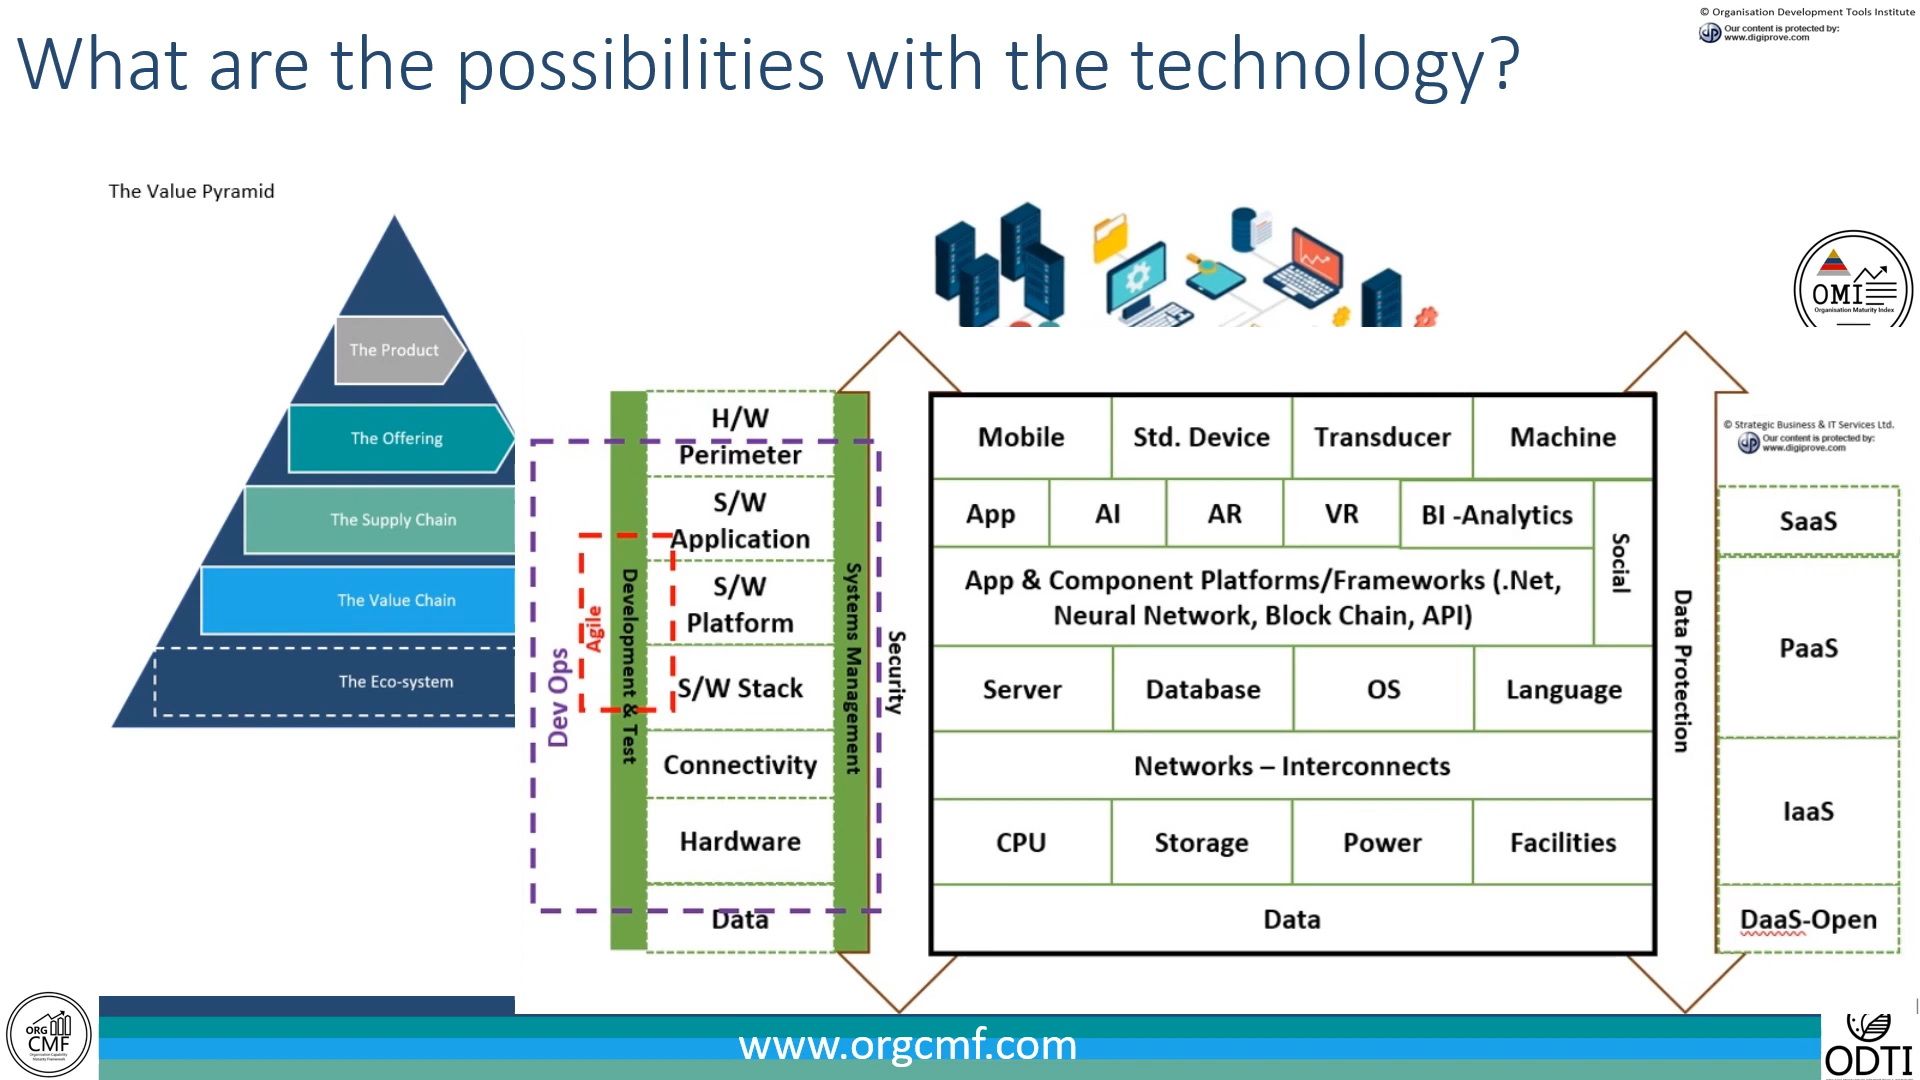 © Organisation Development Tools Institute
Our content is protected by:
www.digiprove.com
What are the possibilities with the technology?
The Value Pyramid
The Product
The Offering
The Supply Chain
The Value Chain
The Eco-system
OMI
Organisation Maturity Index
Dev Ops
Agile
Development & Test
H/W
Perimeter
S/W
Application
S/W
Platform
S/W Stack
Connectivity
Hardware
Data
Systems Management
Security
Mobile
Std. Device
Transducer
Machine
App
AI
AR
VR
BI -Analytics
Social
App & Component Platforms/Frameworks (.Net,
Neural Network, Block Chain, API)
Server
Database
OS
Language
Networks – Interconnects
CPU
Storage
Power
Facilities
Data
Data Protection
© Strategic Business & IT Services Ltd.
Our content is protected by:
www.digiprove.com
SaaS
PaaS
IaaS
DaaS-Open
ORG
CMF
www.orgcmf.com
ODTI